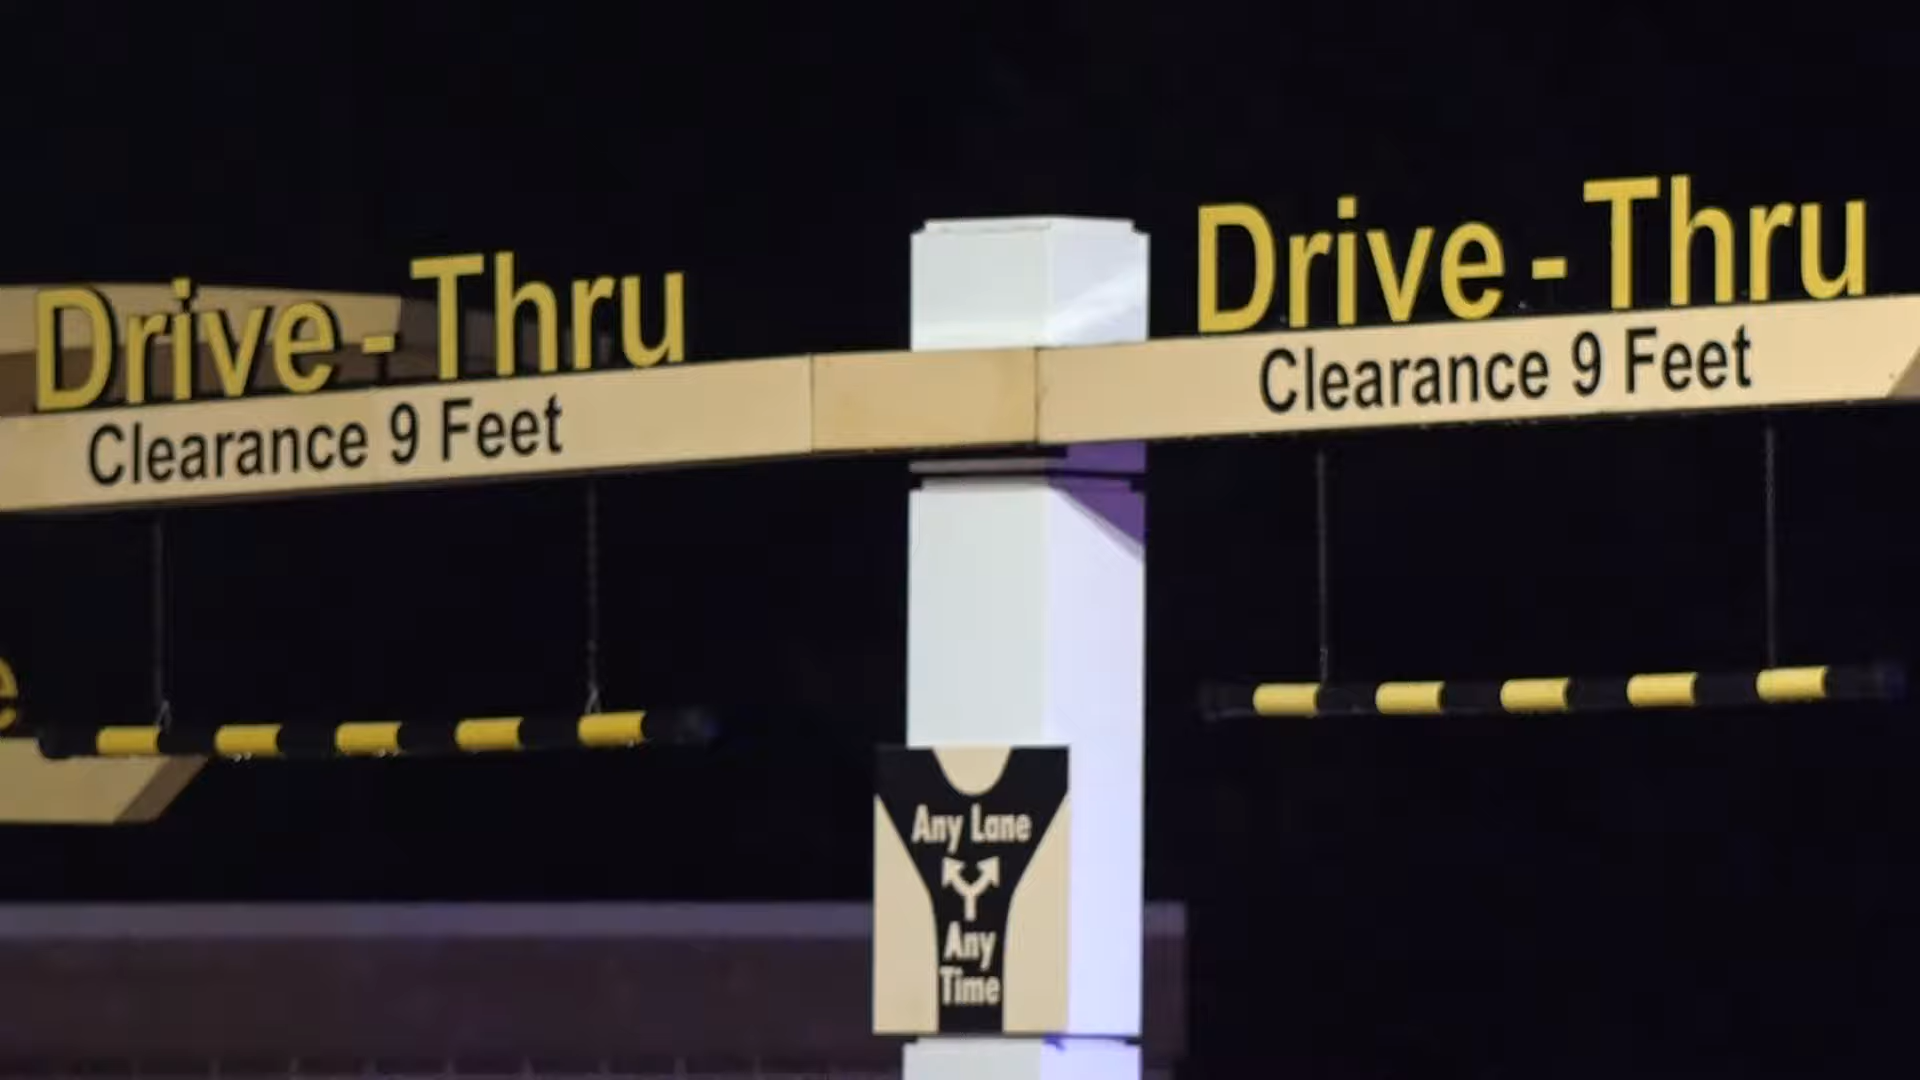 Drive - Thru
Clearance 9 Feet
Drive - Thru
Clearance 9 Feet
Any Lane
Any
Time